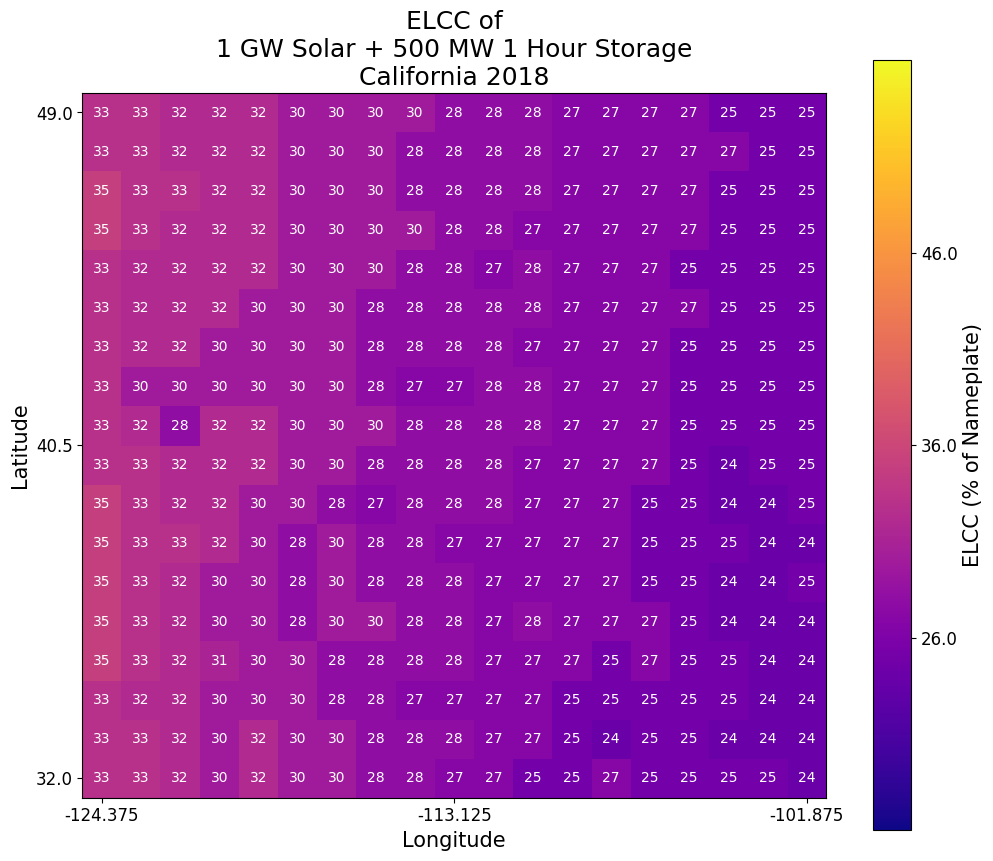 ELCC of
1 GW Solar + 500 MW 1 Hour Storage
California 2018
49.0 33 33 32 32 32 30 30 30 30 28 28 28 27 27 27 27 25 25 25
33 33 32 32 32 30 30 30 28 28 28 28 27 27 27 27 27 25 25
35 33 33 32 32 30 30 30 28 28 28 28 27 27 27 27 25 25 25
35 33 32 32 32 30 30 30 30 28 28 27 27 27 27 27 25 25 25
33 32 32 32 32 30 30 30 28 28 27 28 27 27 27 25 25 25 25
33 32 32 32 30 30 30 28 28 28 28 28 27 27 27 27 25 25 25
33 32 32 30 30 30 30 28 28 28 28 27 27 27 27 25 25 25 25
33 30 30 30 30 30 30 28 27 27 28 28 27 27 27 25 25 25 25
40.5 33 32 28 32 32 30 30 30 28 28 28 28 27 27 27 25 25 25 25
33 33 32 32 32 30 30 28 28 28 28 27 27 27 27 25 24 25 25
35 33 32 32 30 30 28 27 28 28 28 28 27 27 25 25 24 24 25
35 33 33 32 30 28 30 28 28 27 27 27 27 27 25 25 25 24 24
35 33 32 30 30 28 30 28 28 28 27 27 27 27 25 25 24 24 25
35 33 32 30 30 28 30 30 28 28 27 28 27 27 27 25 24 24 24
35 33 32 31 30 30 28 28 28 28 27 27 27 25 27 25 25 24 24
33 32 32 30 30 30 28 28 27 27 27 27 25 25 25 25 25 24 24
33 33 32 30 32 30 30 28 28 28 27 27 25 24 25 25 24 24 24
32.0 33 33 32 30 32 30 30 28 28 27 27 25 25 27 25 25 25 25 24
-124.375 -113.125 -101.875
Longitude
Latitude
46.0
36.0
26.0
ELCC (% of Nameplate)